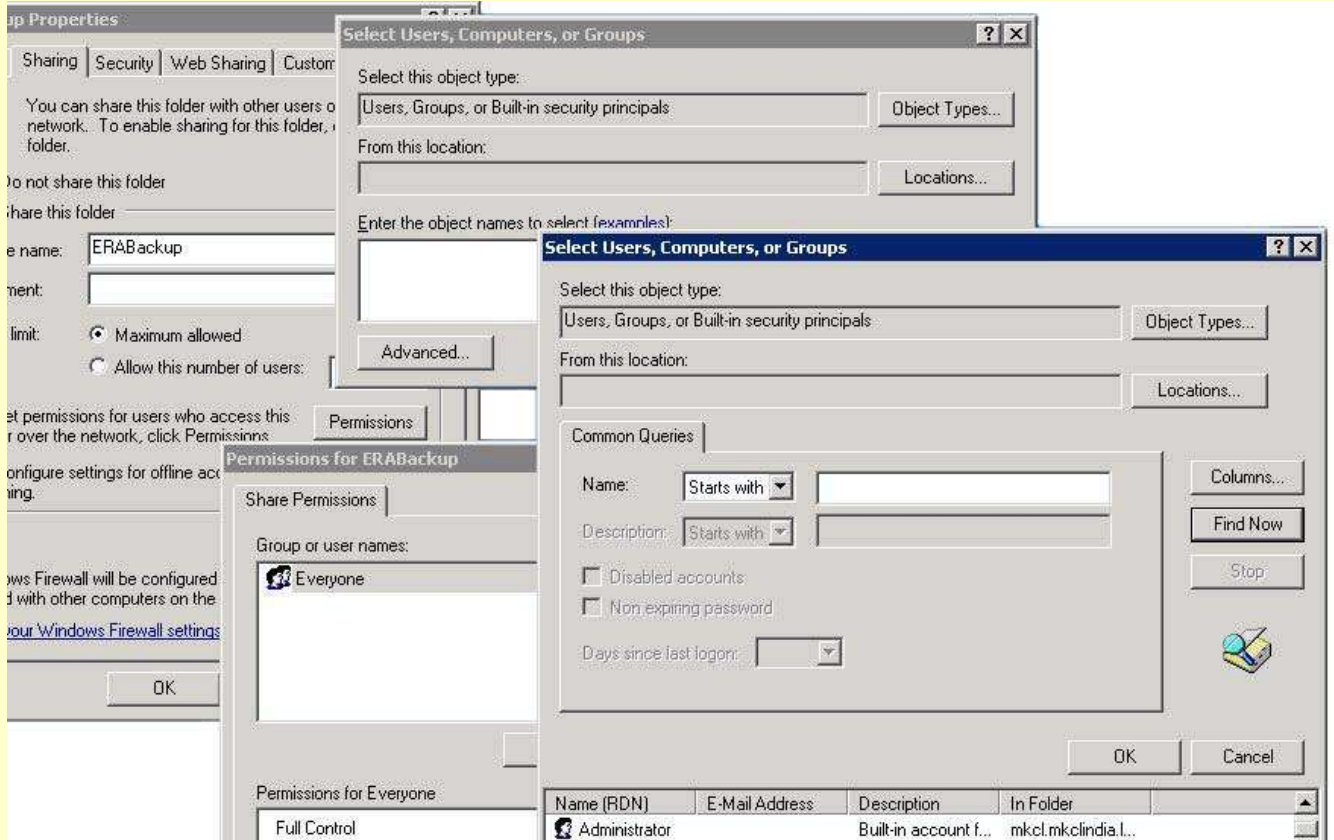 up Properties
Sharing
Security
Web Sharing
Custom
You can share this folder with other users o
network. To enable sharing for this folder,
folder.
Do not share this folder
Share this folder
e name:
ERABackup
ment:
limit:
Maximum allowed
Allow this number of users:
et permissions for users who access this
r over the network, click Permissions
Permissions
onfigure settings for offline acc
hing.
ows Firewall will be configured
d with other computers on the
your Windows Firewall settings
OK
Select Users, Computers, or Groups
Select this object type:
Users, Groups, or Built-in security principals
Object Types...
From this location:
Locations...
Enter the object names to select (examples):
Advanced...
Permissions for ERABackup
Share Permissions
Group or user names:
Everyone
Permissions for Everyone
Full Control
Select Users, Computers, or Groups
Select this object type:
Users, Groups, or Built-in security principals
Object Types...
From this location:
Locations...
Common Queries
Name:
Starts with
Description:
Starts with
Disabled accounts
Non expiring password
Days since last logon:
Columns...
Find Now
Stop
OK
Cancel
Name (RDN)
E-Mail Address
Description
In Folder
Administrator
Built-in account f...
mkcl.mkclindia.l...